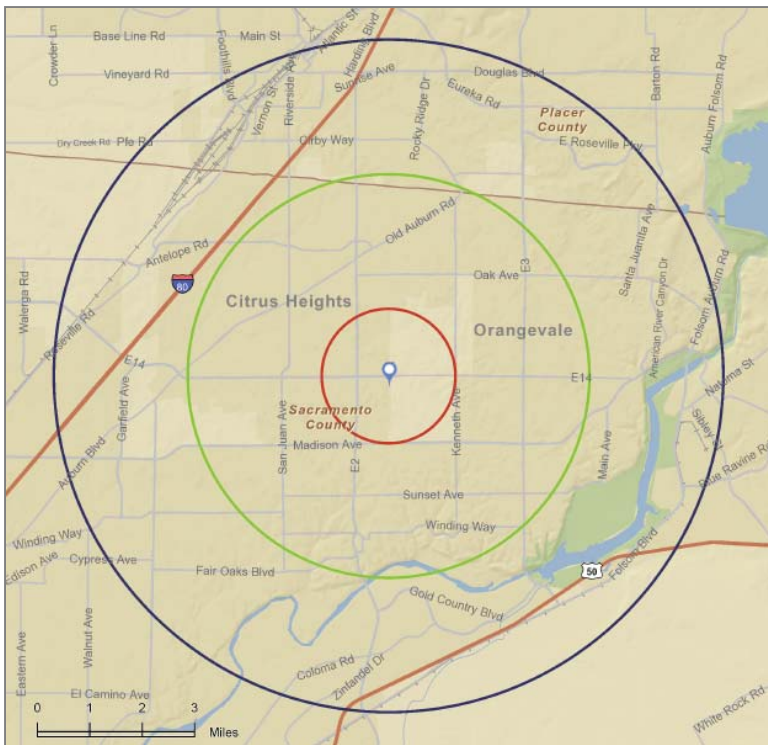 Crowder Ln
Base Line Rd
Main St
Foothills Blvd
Atlantic St
Harding Blvd
Vineyard Rd
Vernon St
Riverside Ave
Sunrise Ave
Douglas Blvd
Eureka Rd
Barton Rd
Auburn Folsom Rd
Rocky Ridge Dr
Placer
County
Dry Creek Rd
Pfe Rd
Cirby Way
E Roseville Pky
Old Auburn Rd
Antelope Rd
E3
Santa Juanita Ave
Walerga Rd
80
Oak Ave
American River Canyon Dr
Folsom Auburn Rd
Citrus Heights
Orangevale
Roseville Rd
E14
E14
Natoma St
Garfield Ave
San Juan Ave
Sacramento
County
Kenneth Ave
Sibley St
Madison Ave
Main Ave
Auburn Blvd
E2
Blue Ravine Rd
Sunset Ave
Winding Way
Winding Way
Edison Ave
Cypress Ave
Fair Oaks Blvd
50
Folsom Blvd
Gold Country Blvd
Eastern Ave
Walnut Ave
Coloma Rd
Zinfandel Dr
El Camino Ave
White Rock Rd
0 1 2 3
Miles